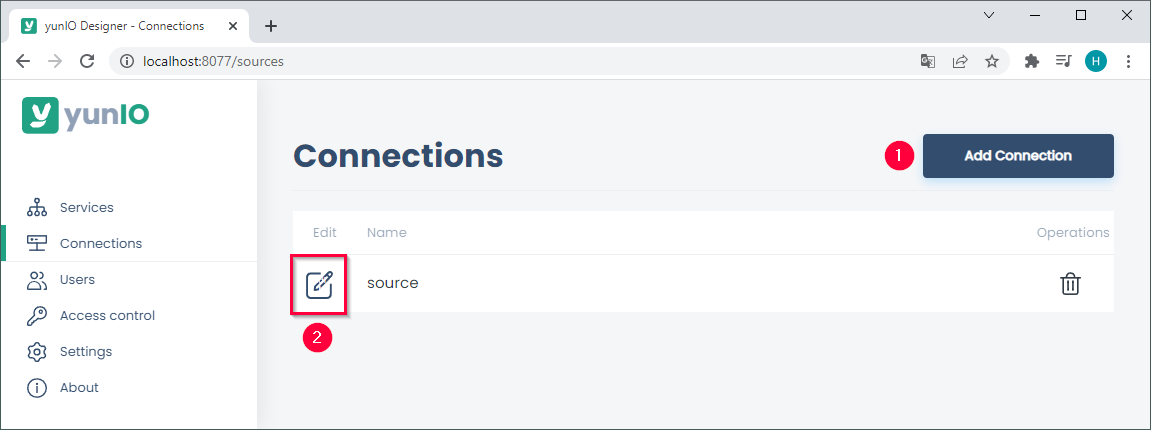 yunIO Designer - Connections
localhost:8077/sources
H
yunIO
Connections
1
Add Connection
Services
Connections
Users
Access control
Settings
About
Edit Name Operations
source
2